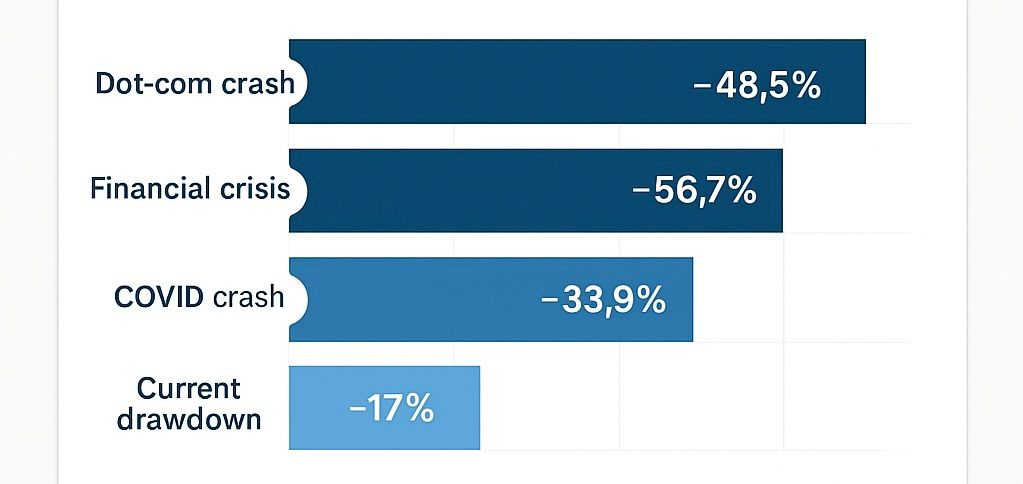 Dot-com crash
–48,5%
Financial crisis
–56,7%
COVID crash
–33,9%
Current
drawdown
–17%